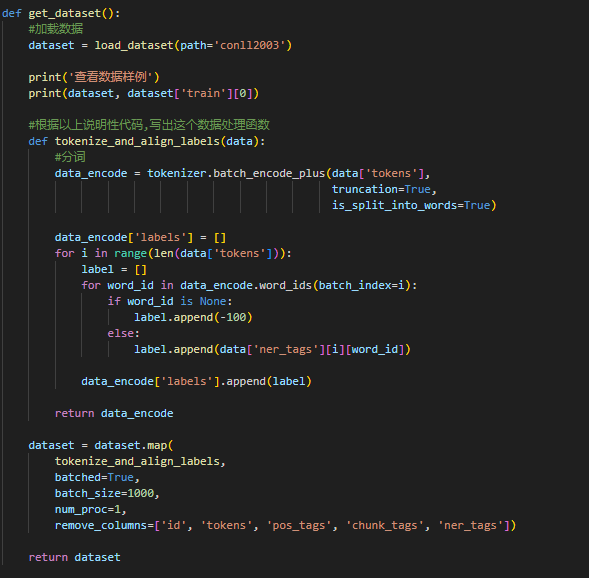 def get_dataset():
    #加载数据
    dataset = load_dataset(path='conll2003')

    print('查看数据样例')
    print(dataset, dataset['train'][0])

    #根据以上说明性代码,写出这个数据处理函数
    def tokenize_and_align_labels(data):
        #分词
        data_encode = tokenizer.batch_encode_plus(data['tokens'],
                                                  truncation=True,
                                                  is_split_into_words=True)

        data_encode['labels'] = []
        for i in range(len(data['tokens'])):
            label = []
            for word_id in data_encode.word_ids(batch_index=i):
                if word_id is None:
                    label.append(-100)
                else:
                    label.append(data['ner_tags'][i][word_id])

            data_encode['labels'].append(label)

        return data_encode

    dataset = dataset.map(
        tokenize_and_align_labels,
        batched=True,
        batch_size=1000,
        num_proc=1,
        remove_columns=['id', 'tokens', 'pos_tags', 'chunk_tags', 'ner_tags'])

    return dataset